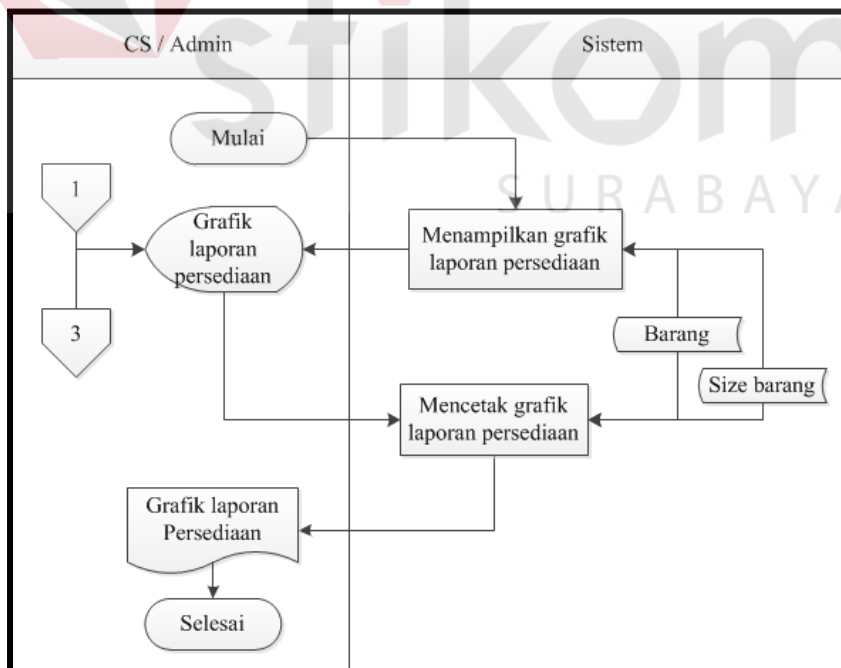 stikom
SURABAYA
CS / Admin
Sistem
Mulai
1
Grafik
laporan
persediaan
Menampilkan grafik
laporan persediaan
3
Barang
Size barang
Mencetak grafik
laporan persediaan
Grafik laporan
Persediaan
Selesai